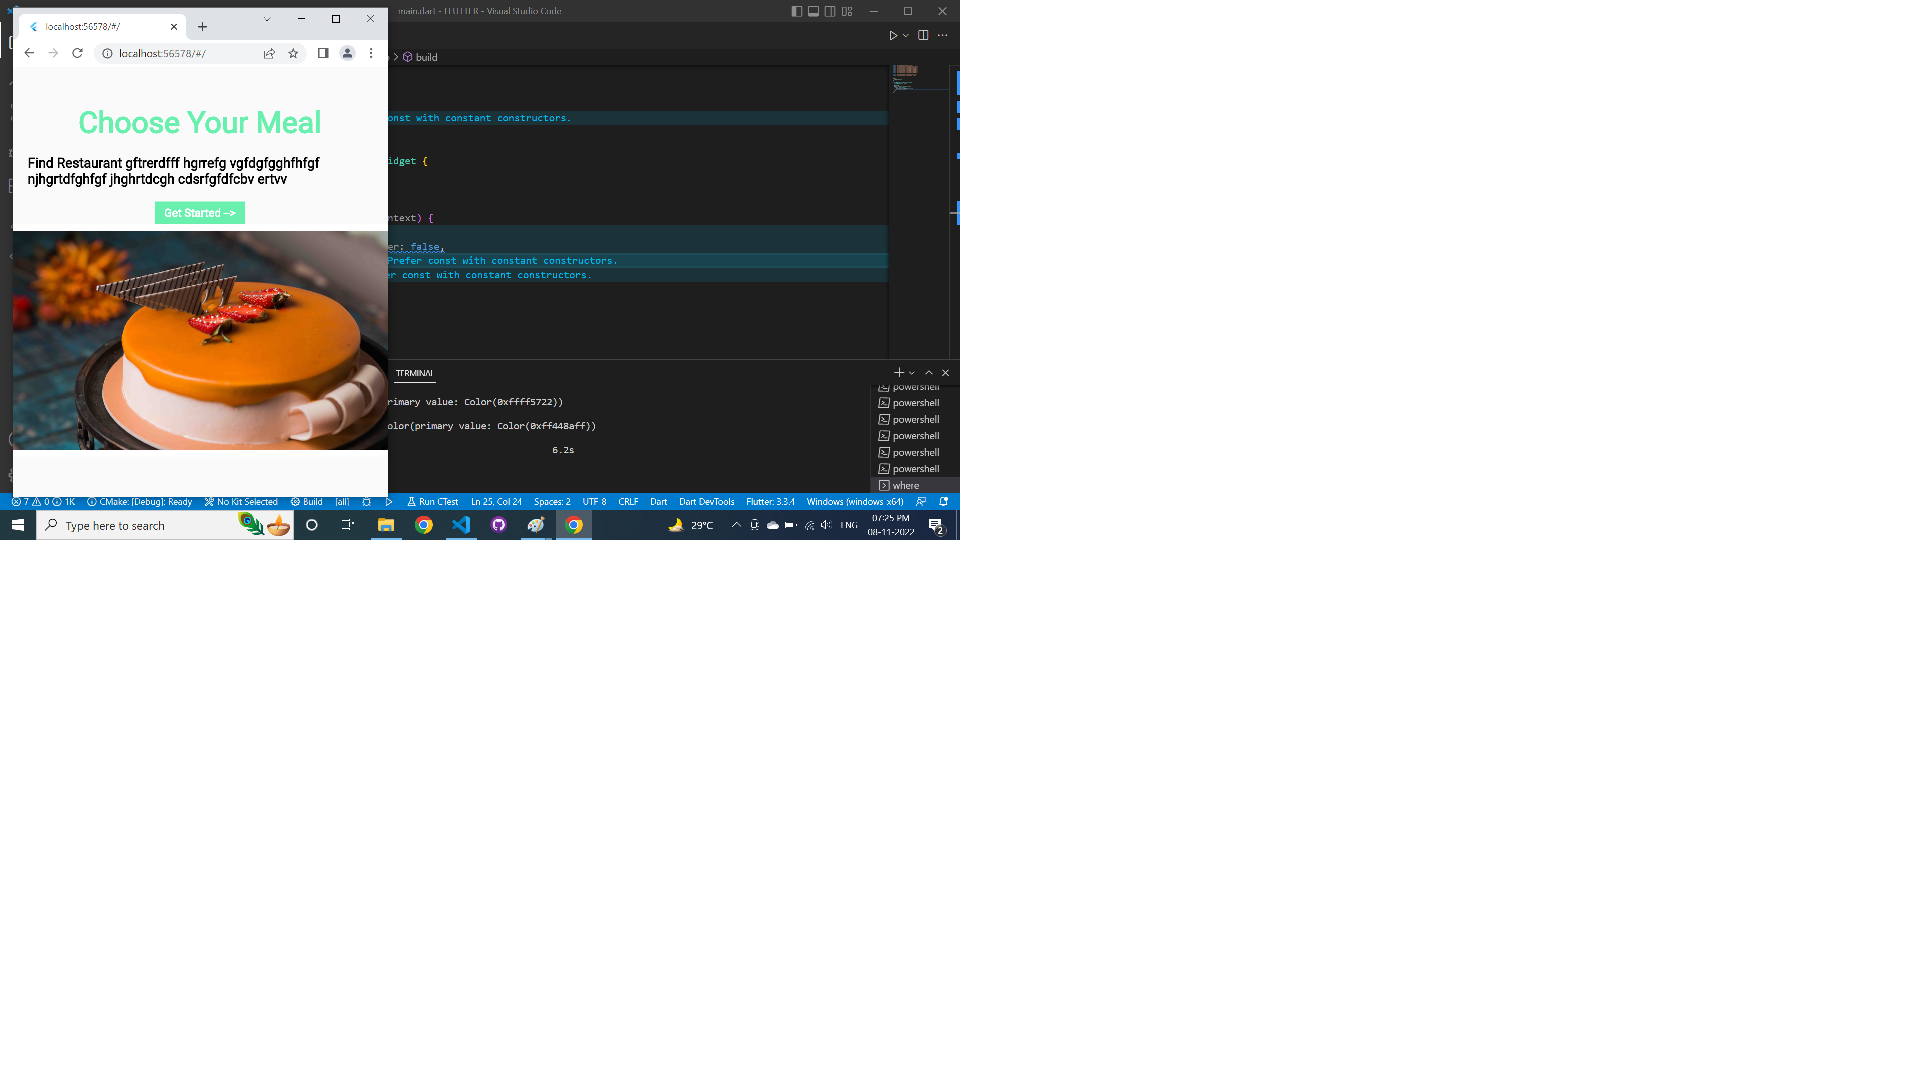 main.dart - FLUTTER - Visual Studio Code
localhost:56578/#/
localhost:56578/#/
build
Choose Your Meal
Find Restaurant gftrerdfff hgrrefg vgfdgfgghfhfgf
njhgrtdfghfgf jhghrtdcgh cdsrfgfdfcbv ertvv
Get Started -->
onst with constant constructors.
idget {
ntext) {
er: false,
Prefer const with constant constructors.
er const with constant constructors.
TERMINAL
rimary value: Color(0xffff5722))
olor(primary value: Color(0xff448aff))
6.2s
powershell
powershell
powershell
powershell
powershell
powershell
where
7 0 1K CMake: [Debug]: Ready No Kit Selected Build [all] Run CTest Ln 25, Col 24 Spaces: 2 UTF-8 CRLF Dart Dart DevTools Flutter: 3.3.4 Windows (windows-x64)
Type here to search
29°C
ENG
07:25 PM
08-11-2022
2